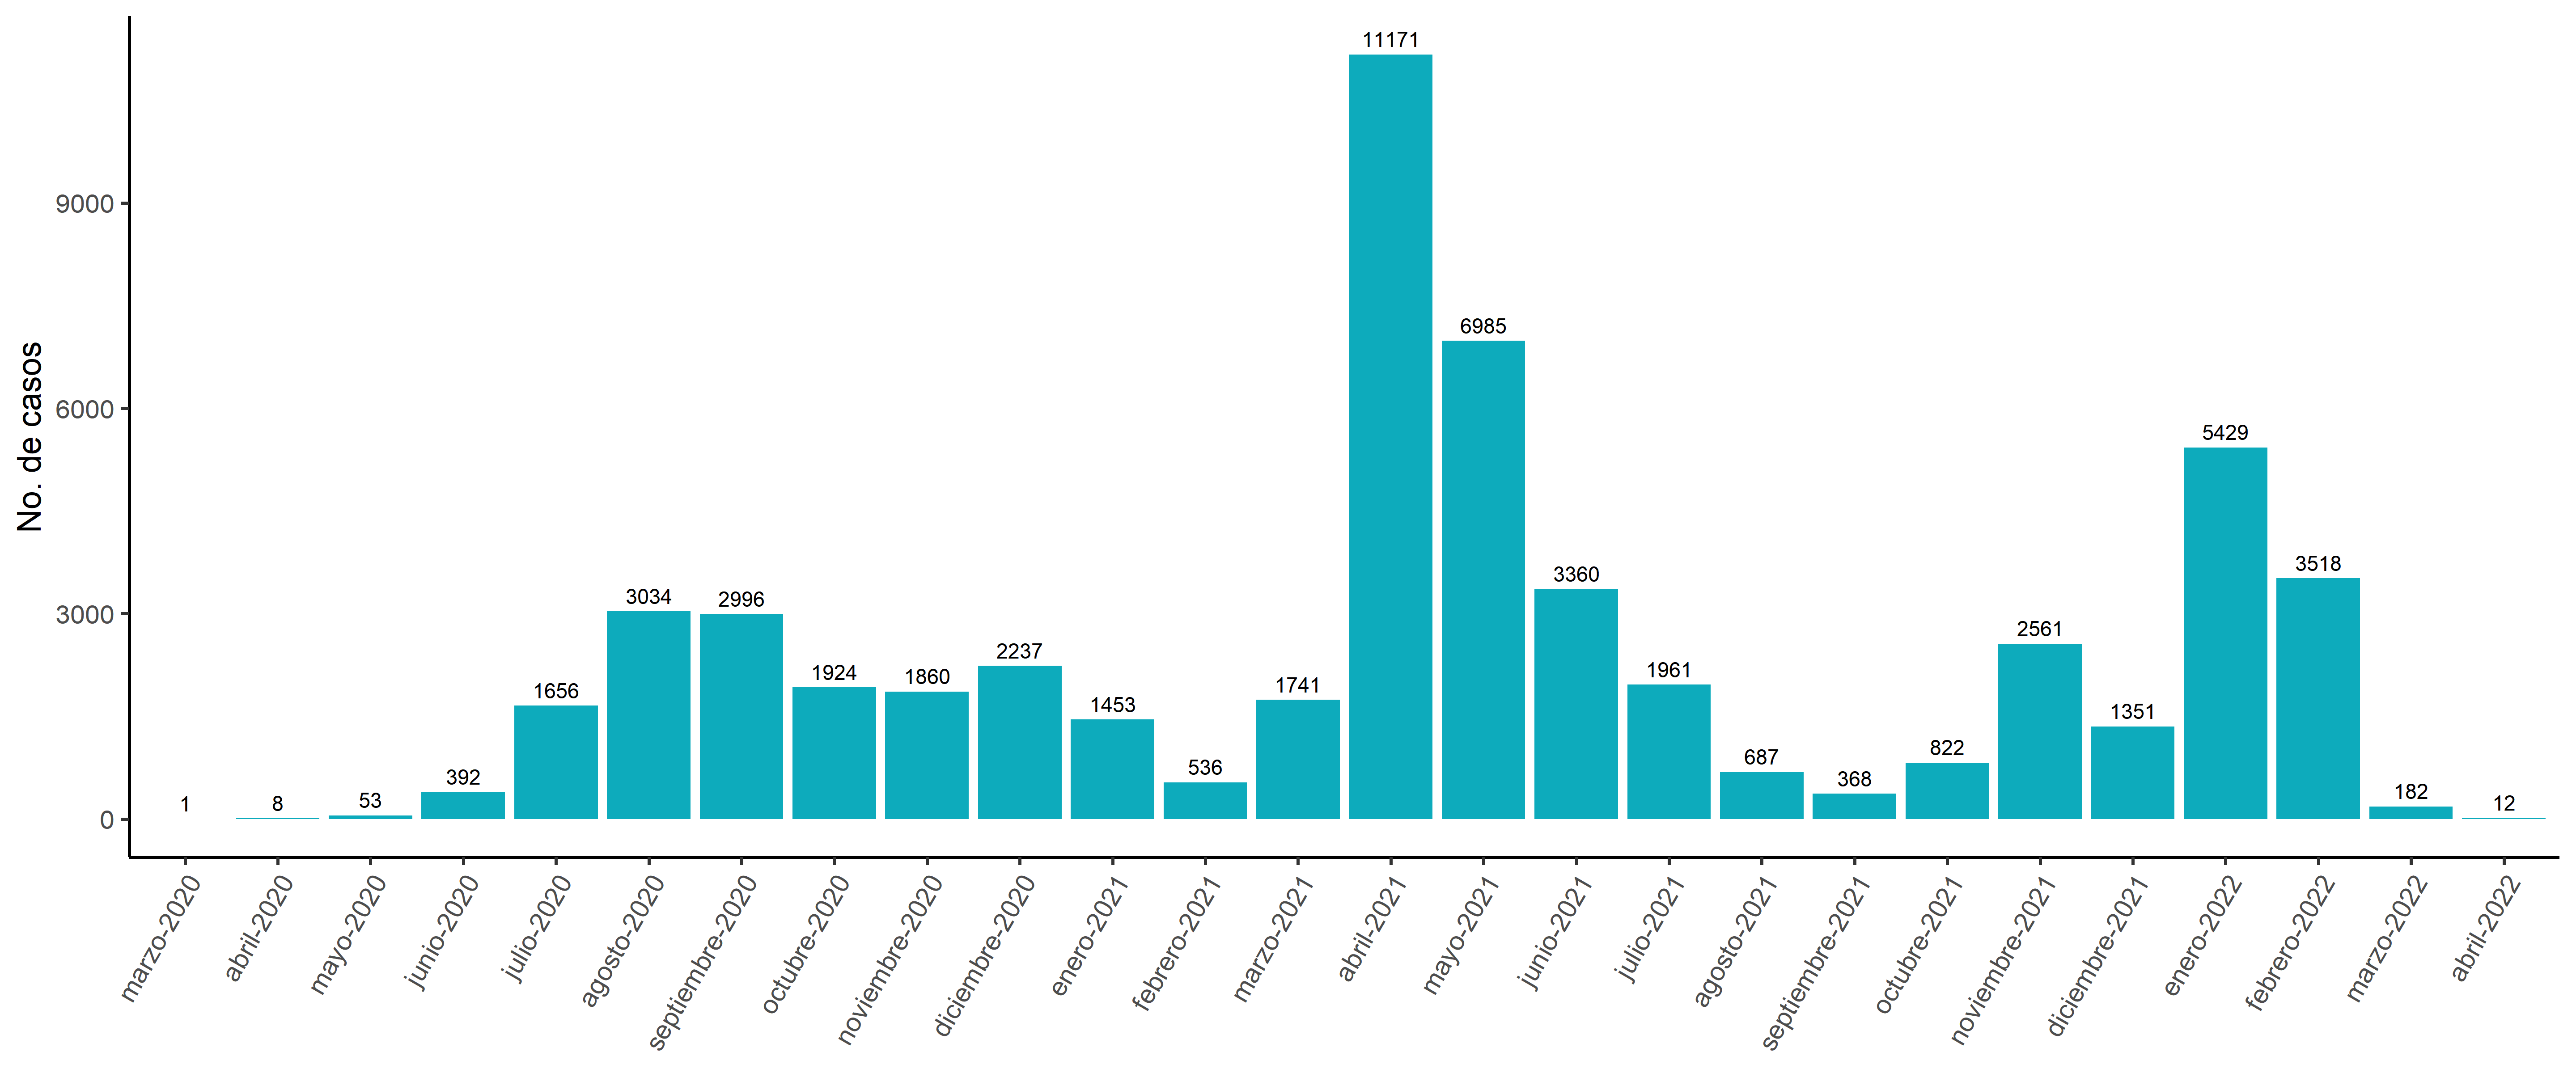 No. de casos
9000
6000
3000
0
1
8
53
392
1656
3034
2996
1924
1860
2237
1453
536
1741
11171
6985
3360
1961
687
368
822
2561
1351
5429
3518
182
12
marzo-2020
abril-2020
mayo-2020
junio-2020
julio-2020
agosto-2020
septiembre-2020
octubre-2020
noviembre-2020
diciembre-2020
enero-2021
febrero-2021
marzo-2021
abril-2021
mayo-2021
junio-2021
julio-2021
agosto-2021
septiembre-2021
octubre-2021
noviembre-2021
diciembre-2021
enero-2022
febrero-2022
marzo-2022
abril-2022